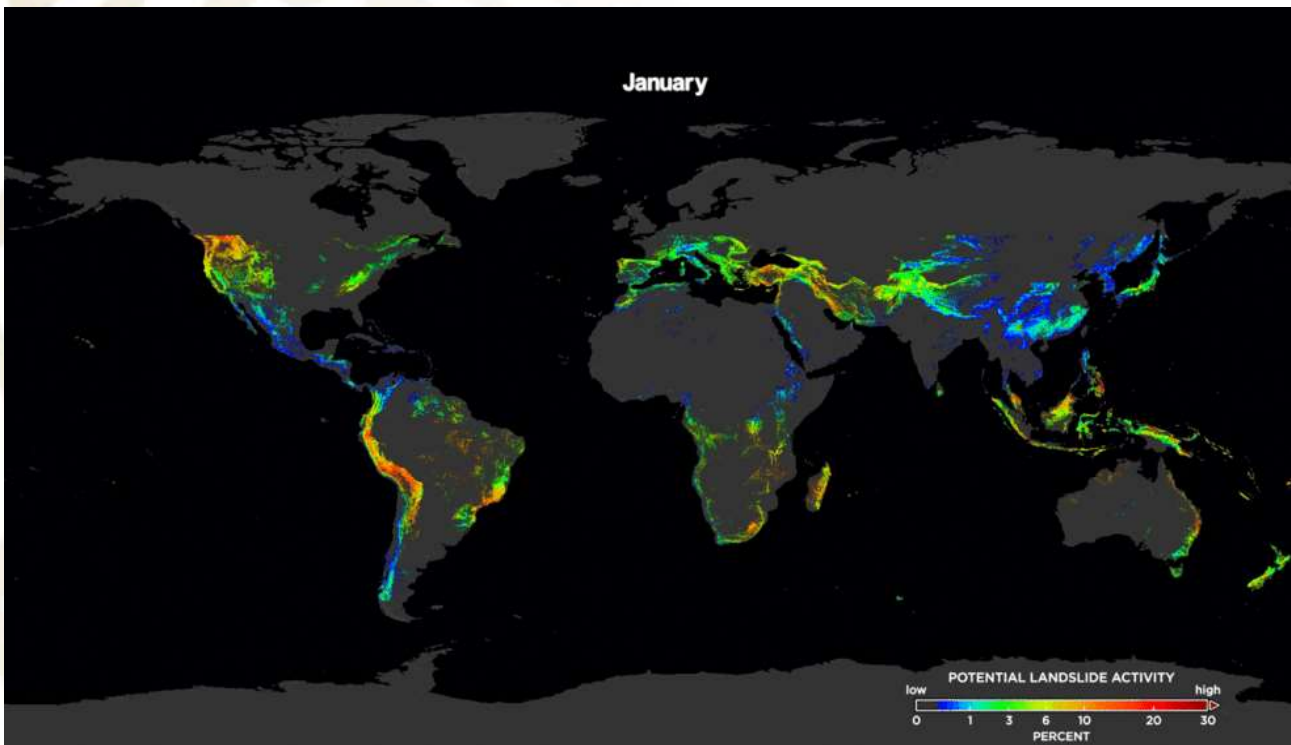 January
POTENTIAL LANDSLIDE ACTIVITY
low high
0 1 3 6 10 20 30
PERCENT